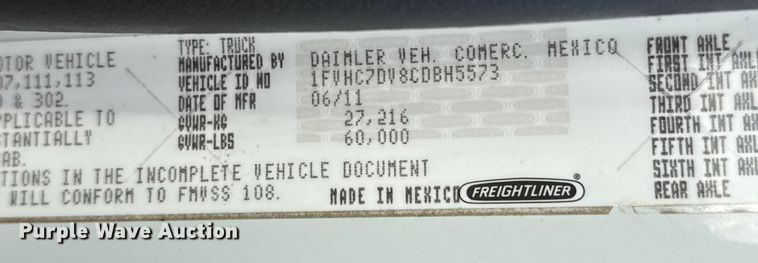 OTOR VEHICLE
07,111,113
& 302.
PPLICABLE TO
STANTIALLY
AB.
TIONS IN THE INCOMPLETE VEHICLE DOCUMENT
WILL CONFORM TO FMVSS 108.
TYPE: TRUCK
MANUFACTURED BY DAIMLER VEH. COMERC. MEXICO
VEHICLE ID NO 1FVHC7DV8CDBH5573
DATE OF MFR 06/11
GVWR-KG 27,216
GVWR-LBS 60,000
MADE IN MEXICO FREIGHTLINER
FRONT AXLE
FIRST INT AXL
SECOND INT AX
THIRD INT AXL
FOURTH INT AX
FIFTH INT AXL
SIXTH INT AXL
REAR AXLE
Purple Wave Auction